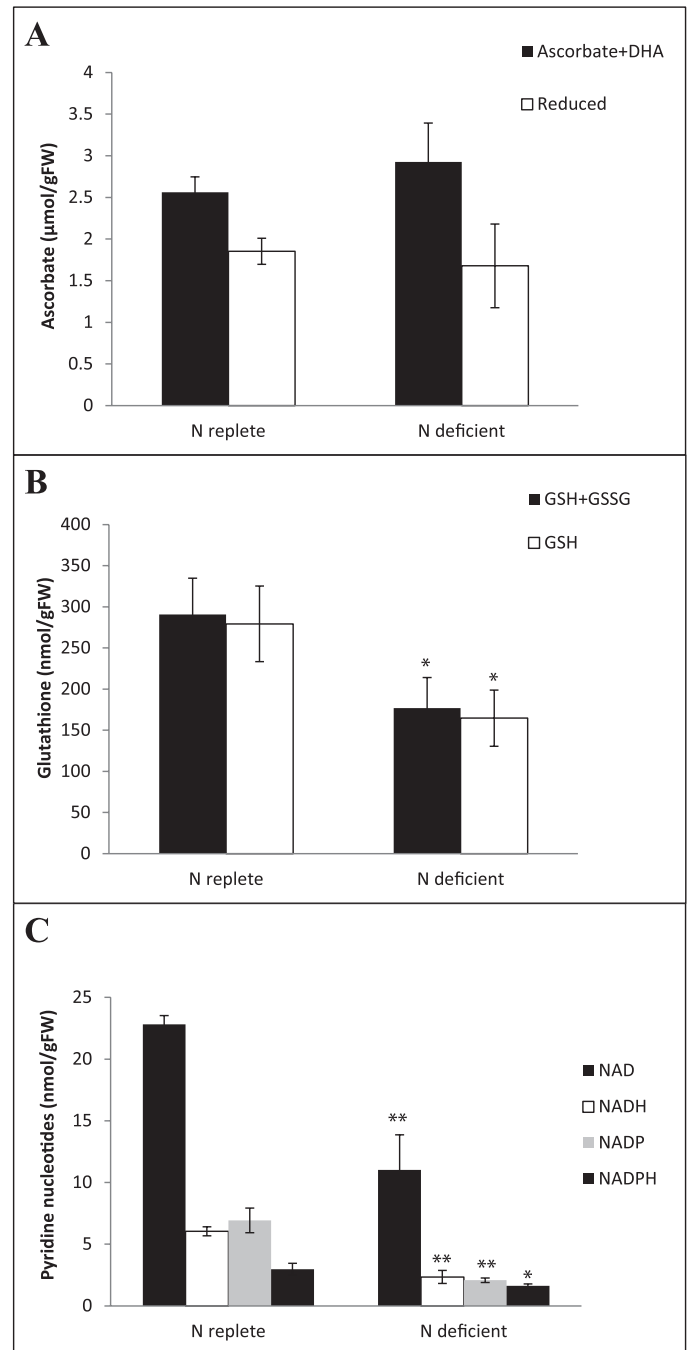 A
Ascorbate+DHA
Reduced
Ascorbate (µmol/gFW)
4
3.5
3
2.5
2
1.5
1
0.5
0
N replete
N deficient
B
GSH+GSSG
GSH
Glutathione (nmol/gFW)
400
350
300
250
200
150
100
50
0
*
*
N replete
N deficient
C
Pyridine nucleotides (nmol/gFW)
25
20
15
10
5
0
NAD
NADH
NADP
NADPH
**
**
**
*
N replete
N deficient